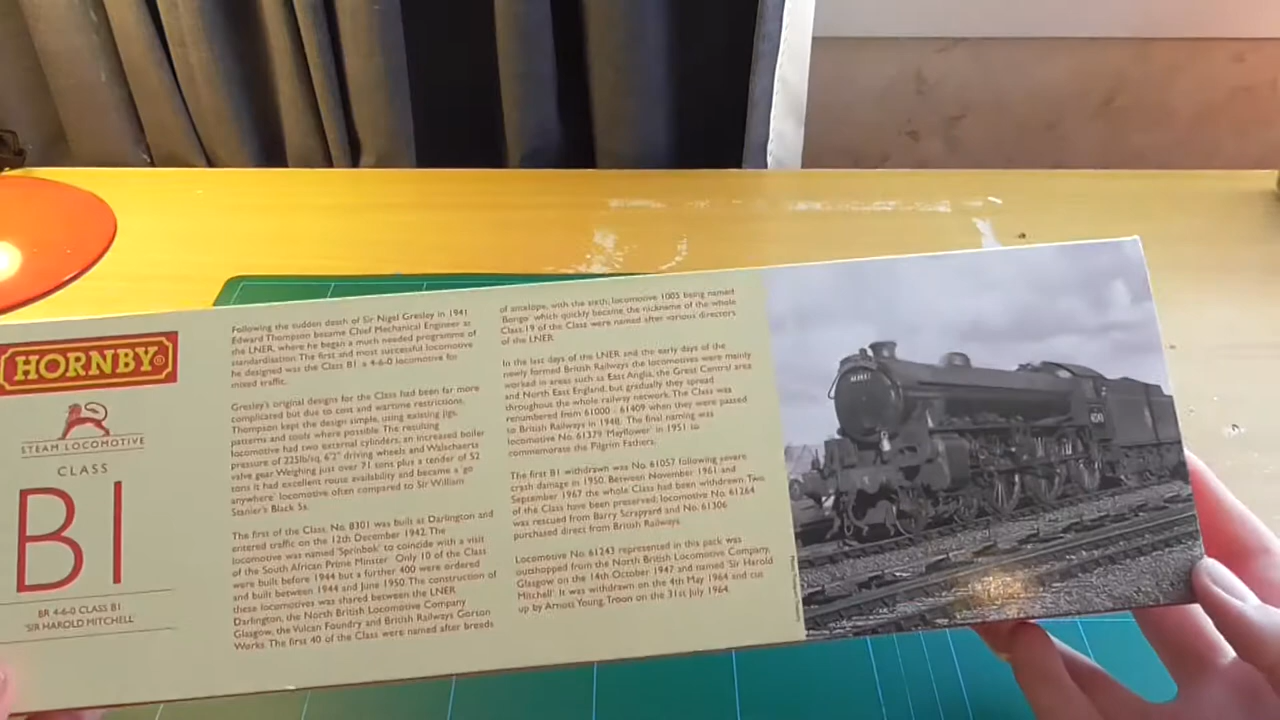 HORNBY
STEAM LOCOMOTIVE
CLASS
B1
BR 4-6-0 CLASS B1
'SIR HAROLD MITCHELL'
Following the sudden death of Sir Nigel Gresley in 1941
Edward Thompson became Chief Mechanical Engineer at
the LNER, where he began a much needed programme of
standardisation. The first and most successful locomotive
he designed was the Class B1 a 4-6-0 locomotive for
mixed traffic.
Gresley's original designs for the Class had been far more
complicated but due to cost and wartime restrictions,
Thompson kept the design simple, using existing jigs,
patterns and tools where possible. The resulting
locomotive had two external cylinders, an increased boiler
pressure of 225lb/sq, 6'2" driving wheels and Walschaerts
valve gear. Weighing just over 71 tons plus a tender of 52
tons it had excellent route availability and became a 'go
anywhere' locomotive often compared to Sir William
Stanier's Black 5s.
The first of the Class, No. 8301 was built at Darlington and
entered traffic on the 12th December 1942. The
locomotive was named 'Sprinbok' to coincide with a visit
of the South African Prime Minster. Only 10 of the Class
were built before 1944 but a further 400 were ordered
and built between 1944 and June 1950. The construction of
these locomotives was shared between the LNER
Darlington, the North British Locomotive Company
Glasgow, the Vulcan Foundry and British Railways Gorton
Works. The first 40 of the Class were named after breeds
of antelope, with the sixth, locomotive 1005 being named
'Bongo' which quickly became the nickname of the whole
Class. 19 of the Class were named after various directors
of the LNER.
In the last days of the LNER and the early days of the
newly formed British Railways the locomotives were mainly
worked in areas such as East Anglia, the Great Central area
and North East England, but gradually they spread
throughout the whole railway network. The Class was
renumbered from 61000 - 61409 when they were passed
to British Railways in 1948. The final naming was
locomotive No. 61379 'Mayflower' in 1951 to
commemorate the Pilgrim Fathers.
The first B1 withdrawn was No. 61057 following severe
crash damage in 1950. Between November 1961 and
September 1967 the whole Class had been withdrawn. Two
of the Class have been preserved; locomotive No. 61264
was rescued from Barry Scrapyard and No. 61306
purchased direct from British Railways.
Locomotive No. 61243 represented in this pack was
outshopped from the North British Locomotive Company,
Glasgow on the 14th October 1947 and named 'Sir Harold
Mitchell'. It was withdrawn on the 4th May 1964 and cut
up by Arnott Young, Troon on the 31st July 1964.